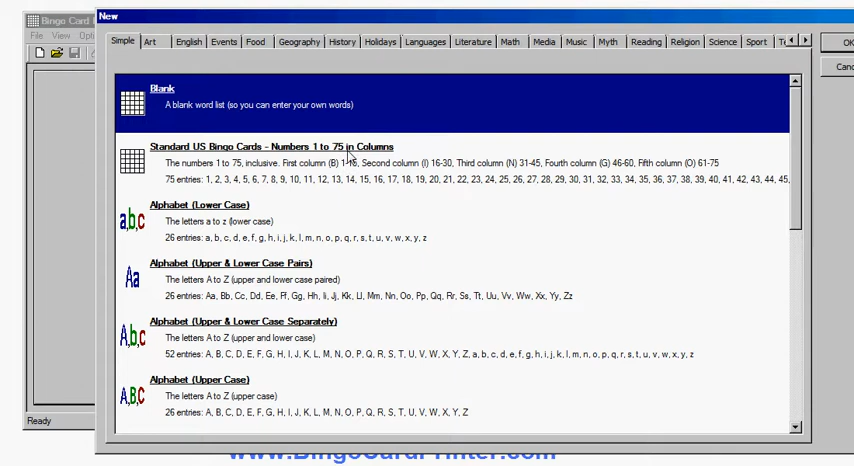 Bingo Card
New
File View Opti
Simple Art English Events Food Geography History Holidays Languages Literature Math Media Music Myth Reading Religion Science Sport
OK
Canc
Blank
A blank word list (so you can enter your own words)
Standard US Bingo Cards - Numbers 1 to 75 in Columns
The numbers 1 to 75, inclusive. First column (B) 1-15, Second column (I) 16-30, Third column (N) 31-45, Fourth column (G) 46-60, Fifth column (O) 61-75
75 entries: 1, 2, 3, 4, 5, 6, 7, 8, 9, 10, 11, 12, 13, 14, 15, 16, 17, 18, 19, 20, 21, 22, 23, 24, 25, 26, 27, 28, 29, 30, 31, 32, 33, 34, 35, 36, 37, 38, 39, 40, 41, 42, 43, 44, 45,
a,b,c
Alphabet (Lower Case)
The letters a to z (lower case)
26 entries: a, b, c, d, e, f, g, h, i, j, k, l, m, n, o, p, q, r, s, t, u, v, w, x, y, z
Aa
Alphabet (Upper & Lower Case Pairs)
The letters A to Z (upper and lower case paired)
26 entries: Aa, Bb, Cc, Dd, Ee, Ff, Gg, Hh, Ii, Jj, Kk, Ll, Mm, Nn, Oo, Pp, Qq, Rr, Ss, Tt, Uu, Vv, Ww, Xx, Yy, Zz
A,b,c
Alphabet (Upper & Lower Case Separately)
The letters A to Z (upper and lower case)
52 entries: A, B, C, D, E, F, G, H, I, J, K, L, M, N, O, P, Q, R, S, T, U, V, W, X, Y, Z, a, b, c, d, e, f, g, h, i, j, k, l, m, n, o, p, q, r, s, t, u, v, w, x, y, z
A,B,C
Alphabet (Upper Case)
The letters A to Z (upper case)
26 entries: A, B, C, D, E, F, G, H, I, J, K, L, M, N, O, P, Q, R, S, T, U, V, W, X, Y, Z
Ready
www.BingoCardPrinter.com